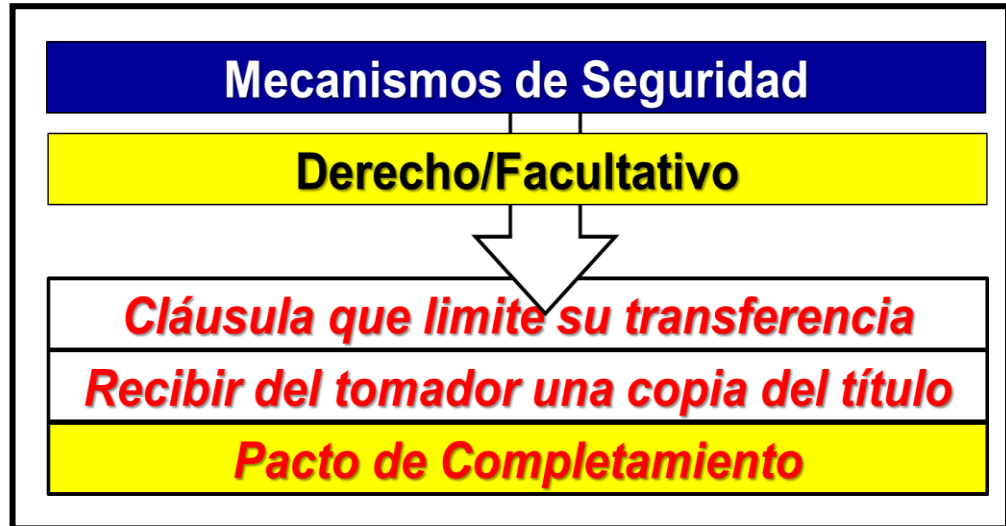 Mecanismos de Seguridad
Derecho/Facultativo
Cláusula que limite su transferencia
Recibir del tomador una copia del título
Pacto de Completamiento